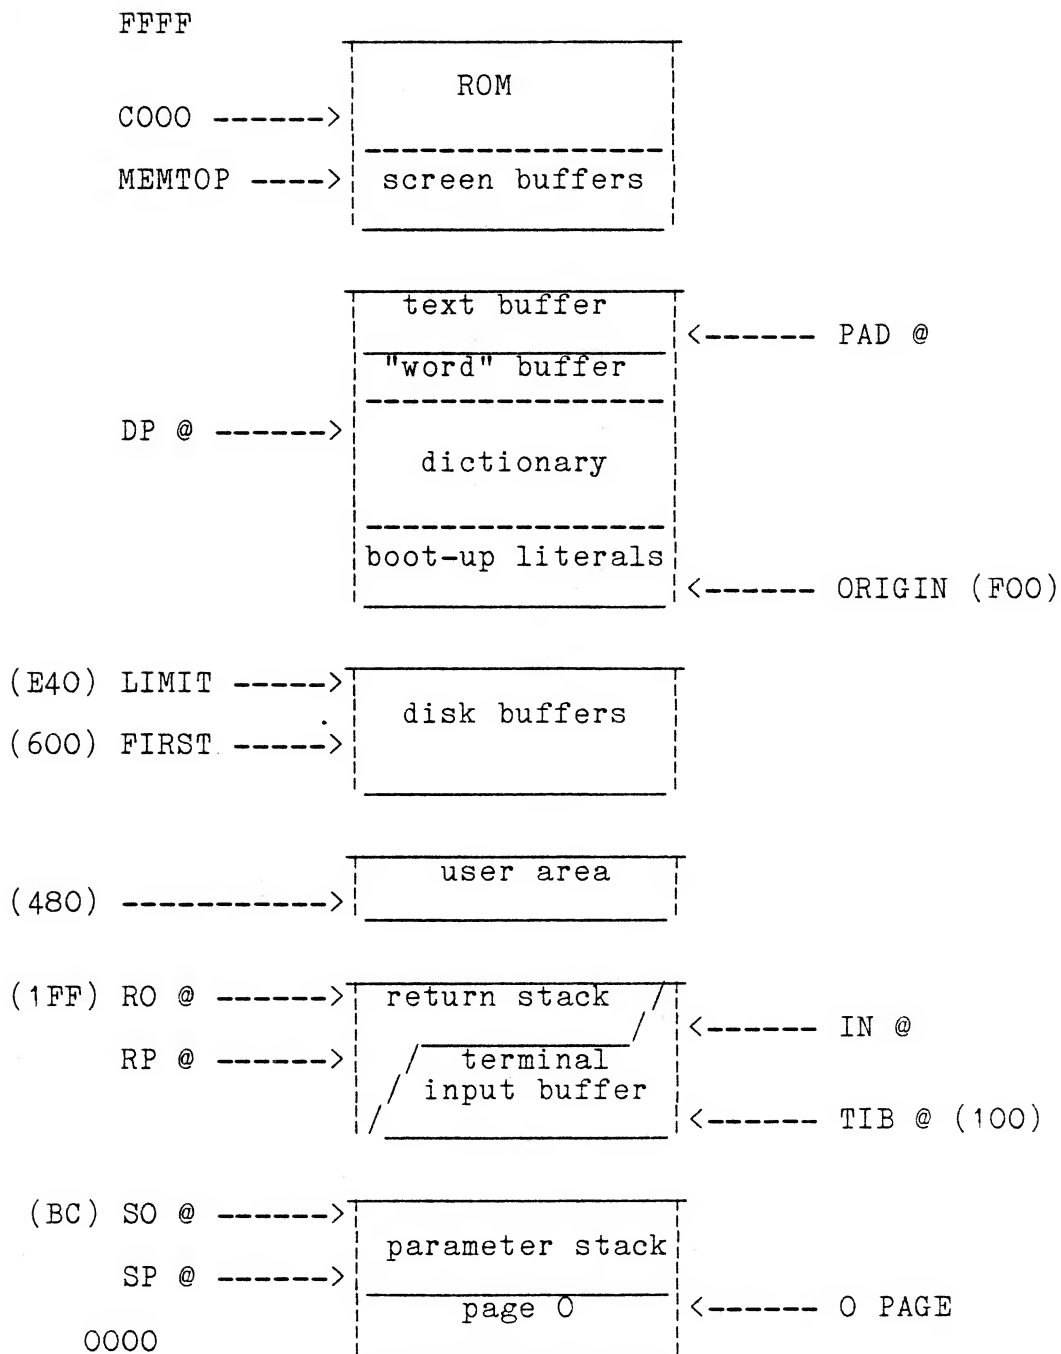 FFFF
ROM
C000 ------>
MEMTOP ----> screen buffers
text buffer
<------ PAD @
"word" buffer
DP @ ------>
dictionary
boot-up literals
<------ ORIGIN (F00)
(E40) LIMIT ----->
disk buffers
(600) FIRST ----->
user area
(480) ----------->
(1FF) R0 @ ------> return stack
<------ IN @
RP @ ------> terminal
input buffer
<------ TIB @ (100)
(BC) S0 @ ------>
parameter stack
SP @ ------>
page 0 <------ 0 PAGE
0000